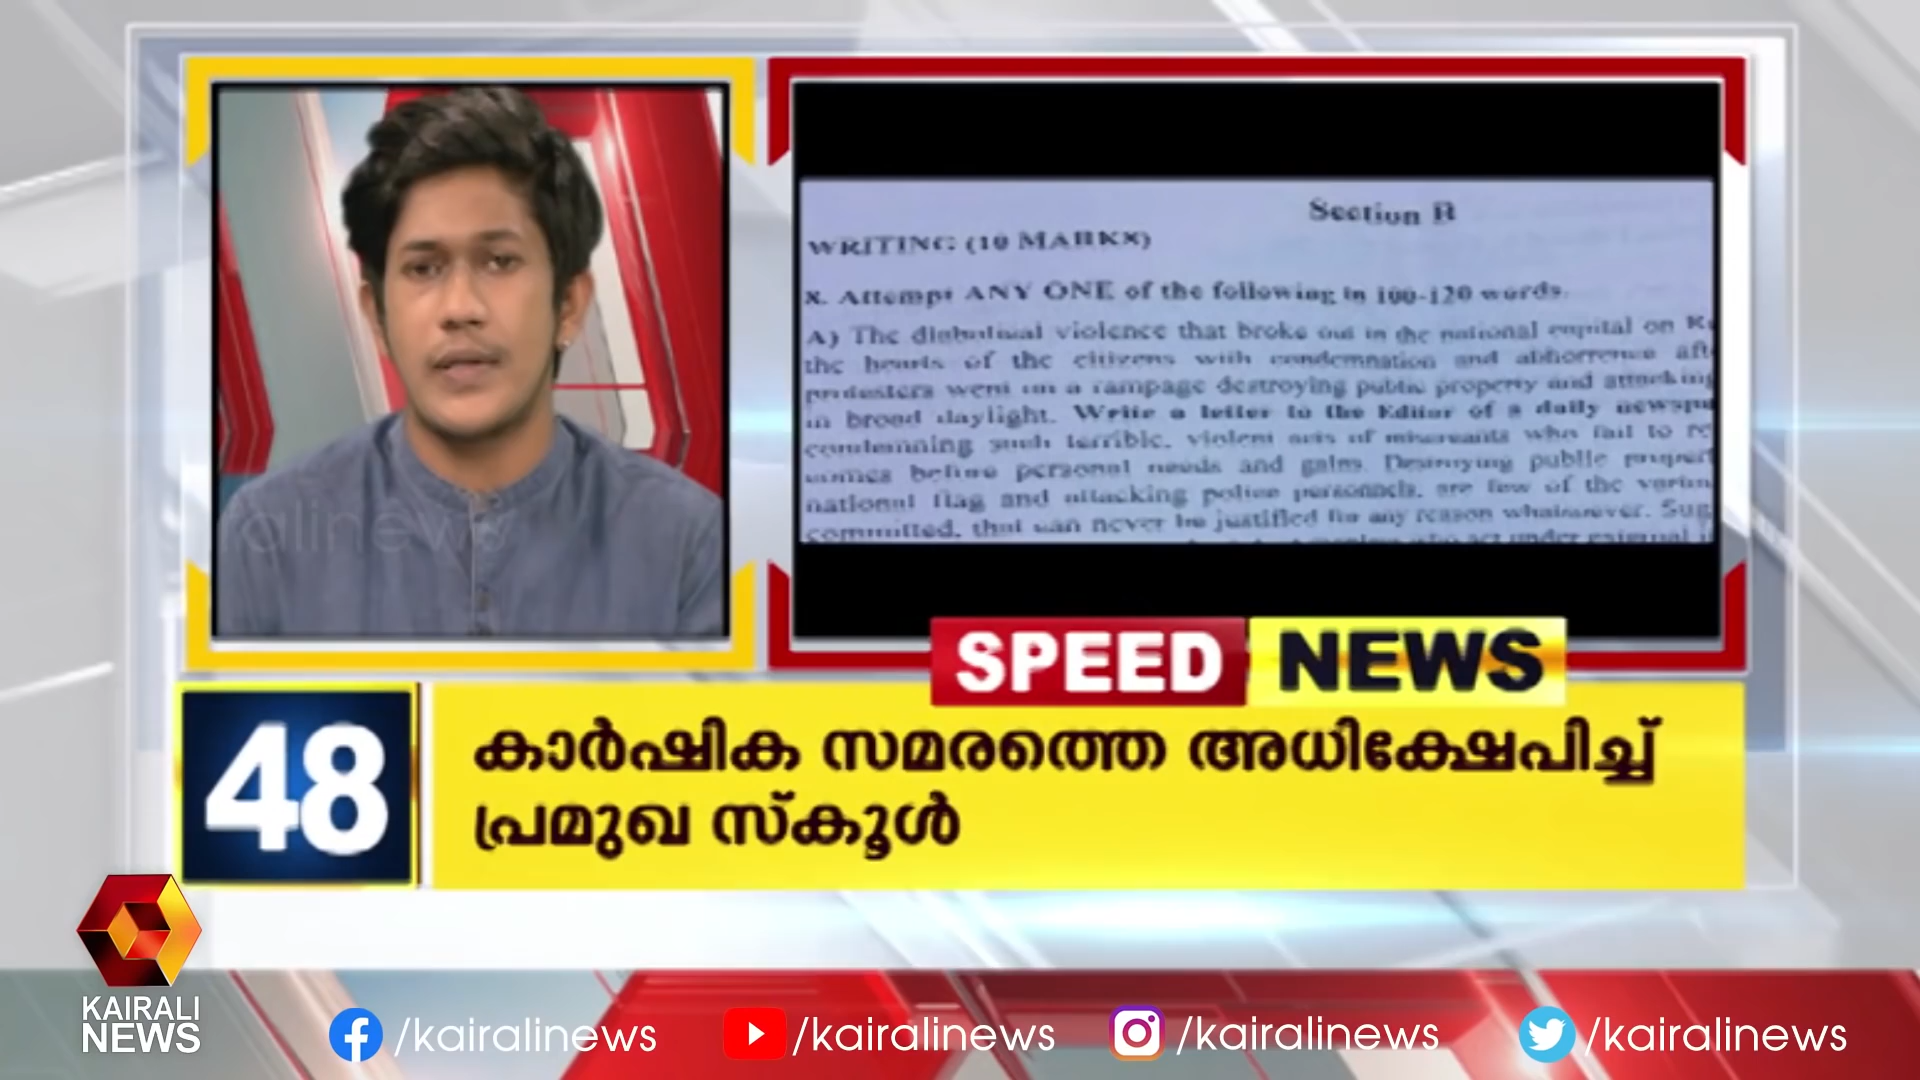 Section B
WRITING (10 MARKS)
X. Attempt ANY ONE of the following in 100-120 words.
A) The diabolical violence that broke out in the national capital on
the hearts of the citizens with condemnation and abhorrence
protesters went on a rampage destroying public property and attacking
in broad daylight. Write a letter to the Editor of a daily
condemning such terrible, violent acts of miscreants who fail to
comes before personal needs and gains. Destroying public
national flag and attacking police personnels, are few of the
committed, that can never be justified for any reason whatsoever.
ralinews
SPEED NEWS
48
കാർഷിക സമരത്തെ അധിക്ഷേപിച്ച്
പ്രമുഖ സ്കൂൾ
KAIRALI
NEWS
/kairalinews /kairalinews /kairalinews /kairalinews